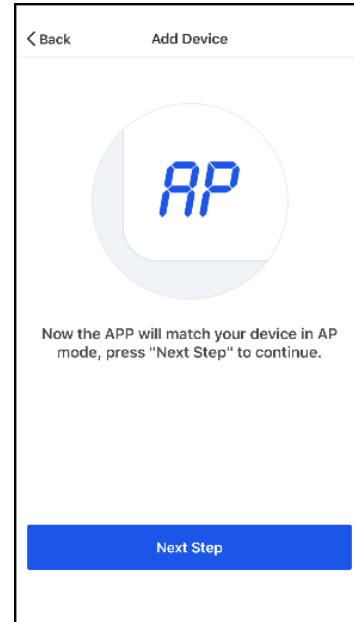 Back
Add Device
AP
Now the APP will match your device in AP
mode, press "Next Step" to continue.
Next Step